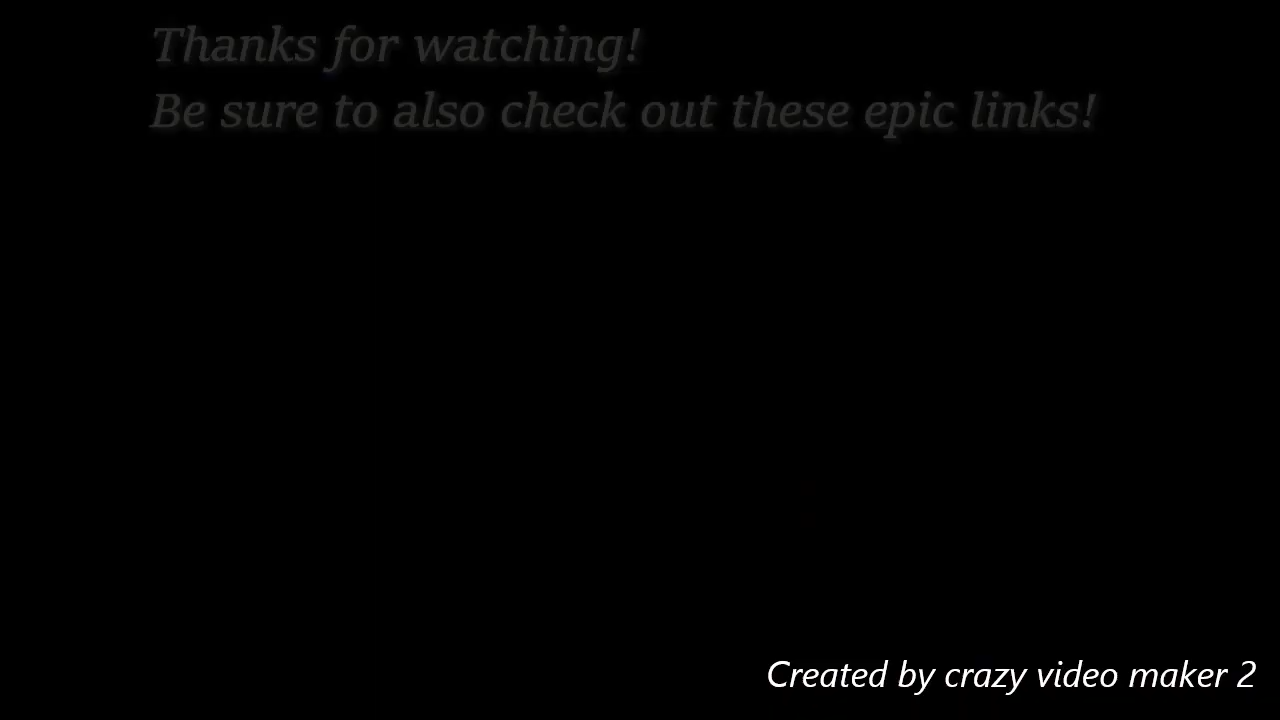 Thanks for watching!
Be sure to also check out these epic links!
Created by crazy video maker 2